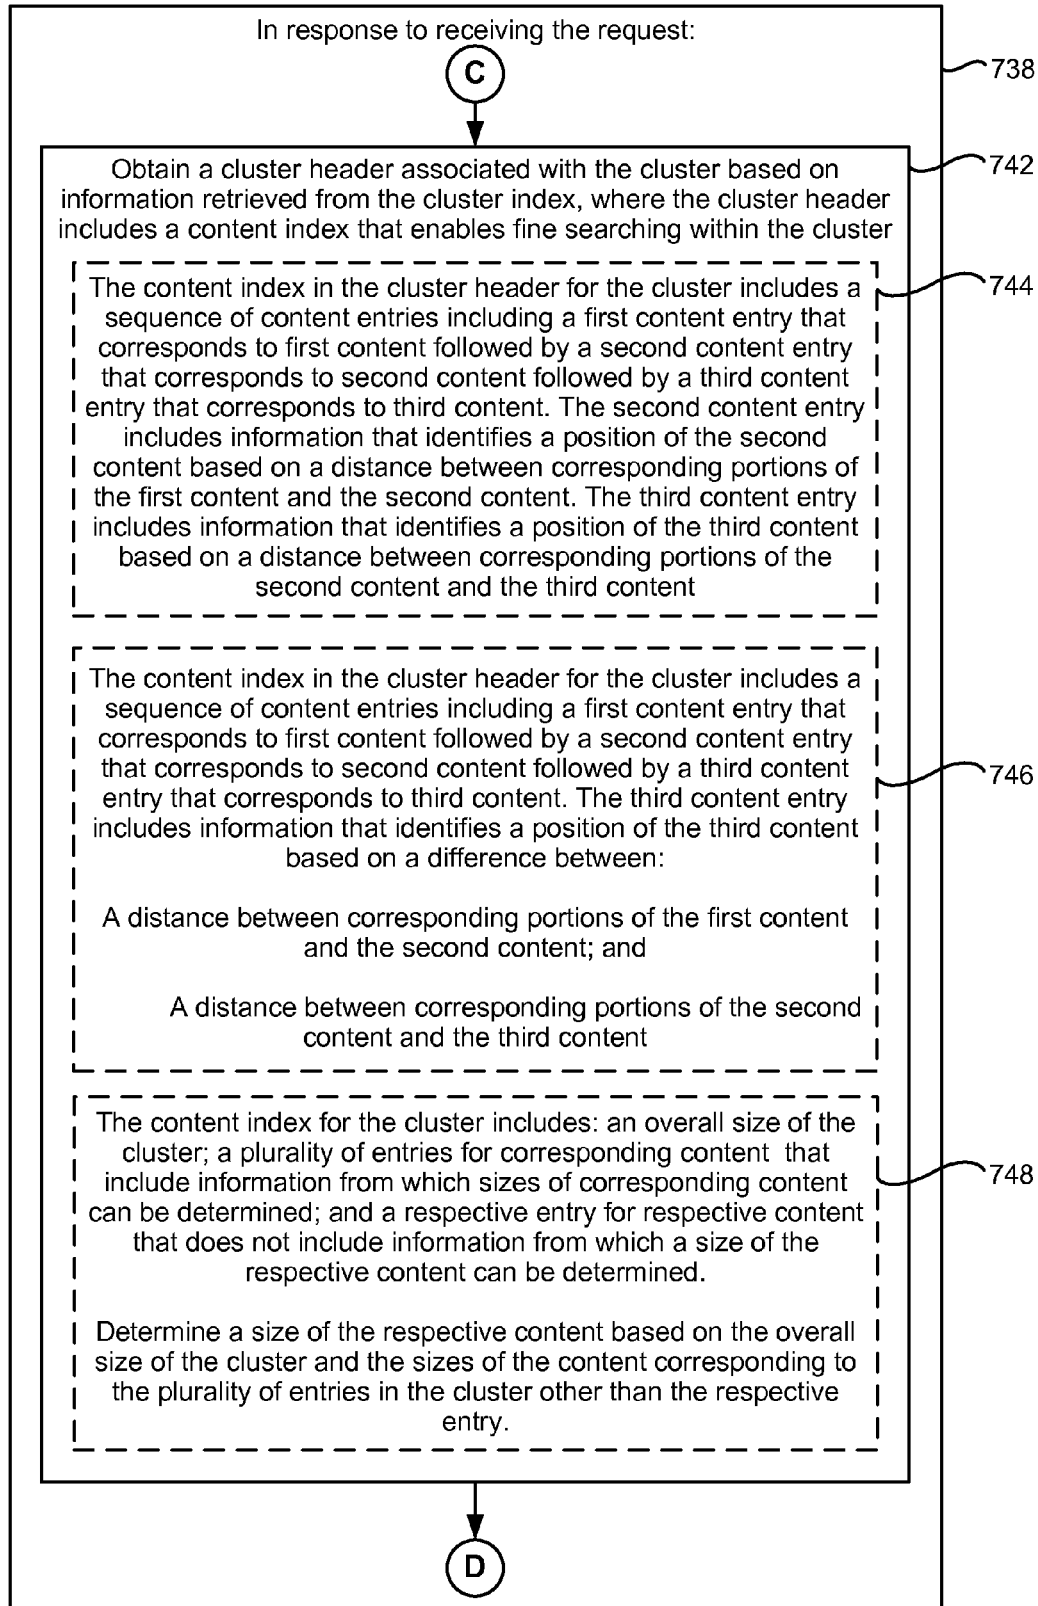 In response to receiving the request:
C
738
Obtain a cluster header associated with the cluster based on
742
information retrieved from the cluster index, where the cluster header
includes a content index that enables fine searching within the cluster
The content index in the cluster header for the cluster includes a
744
sequence of content entries including a first content entry that
corresponds to first content followed by a second content entry
that corresponds to second content followed by a third content
entry that corresponds to third content. The second content entry
includes information that identifies a position of the second
content based on a distance between corresponding portions of
the first content and the second content. The third content entry
includes information that identifies a position of the third content
based on a distance between corresponding portions of the
second content and the third content
The content index in the cluster header for the cluster includes a
sequence of content entries including a first content entry that
corresponds to first content followed by a second content entry
that corresponds to second content followed by a third content
746
entry that corresponds to third content. The third content entry
includes information that identifies a position of the third content
based on a difference between:
A distance between corresponding portions of the first content
and the second content; and
A distance between corresponding portions of the second
content and the third content
The content index for the cluster includes: an overall size of the
cluster; a plurality of entries for corresponding content that
748
include information from which sizes of corresponding content
can be determined; and a respective entry for respective content
that does not include information from which a size of the
respective content can be determined.
Determine a size of the respective content based on the overall
size of the cluster and the sizes of the content corresponding to
the plurality of entries in the cluster other than the respective
entry.
D